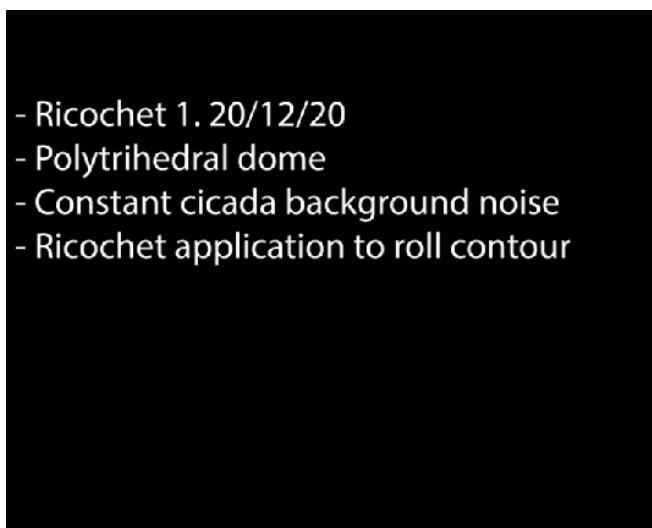 - Ricochet 1. 20/12/20
- Polytrihedral dome
- Constant cicada background noise
- Ricochet application to roll contour